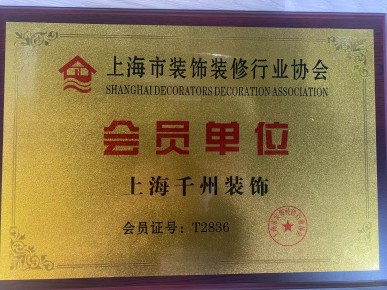 上海市装饰装修行业协会
SHANGHAI DECORATORS DECORATION ASSOCIATION
会员单位
上海千州装饰
会员证号：T2836